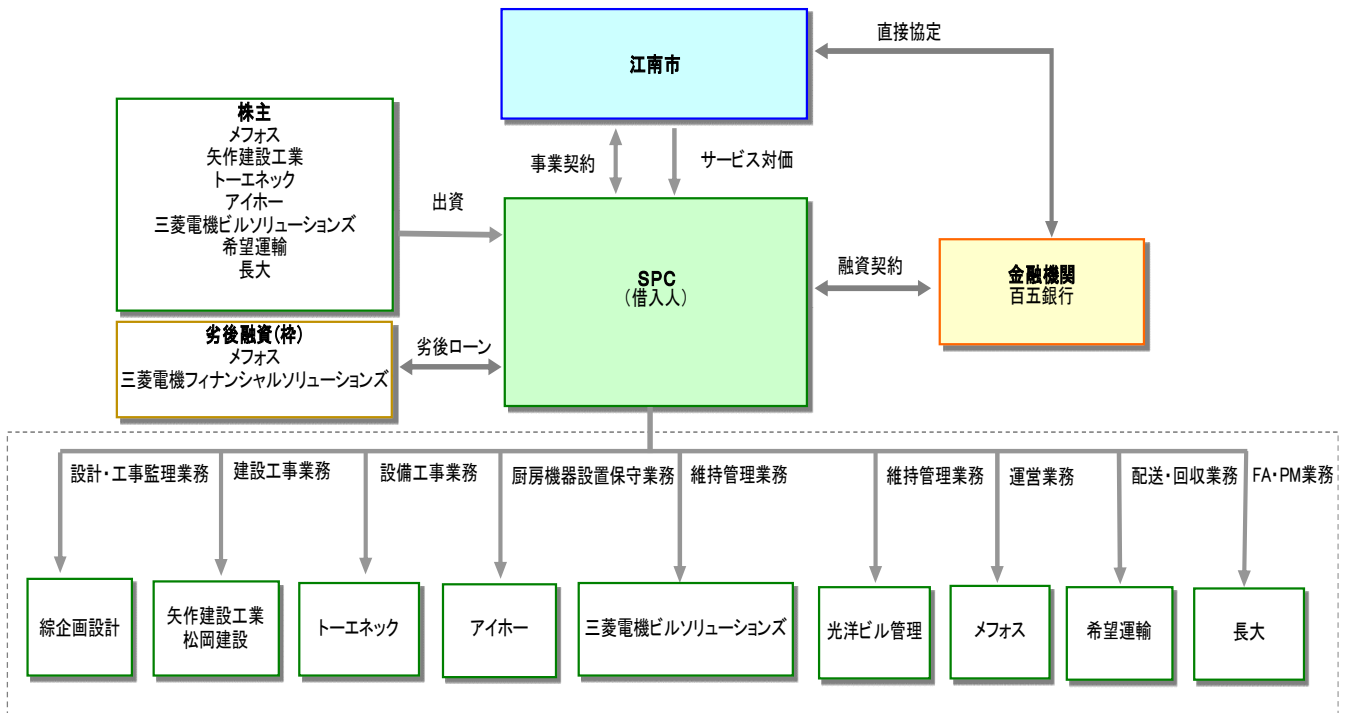 江南市
直接協定
株主
メフォス
矢作建設工業
トーエネック
アイホー
三菱電機ビルソリューションズ
希望運輸
長大
出資
事業契約
サービス対価
SPC
(借入人)
融資契約
金融機関
百五銀行
劣後融資(枠)
メフォス
三菱電機フィナンシャルソリューションズ
劣後ローン
設計・工事監理業務
建設工事業務
設備工事業務
厨房機器設置保守業務
維持管理業務
維持管理業務
運営業務
配送・回収業務
FA・PM業務
綜企画設計
矢作建設工業
松岡建設
トーエネック
アイホー
三菱電機ビルソリューションズ
光洋ビル管理
メフォス
希望運輸
長大